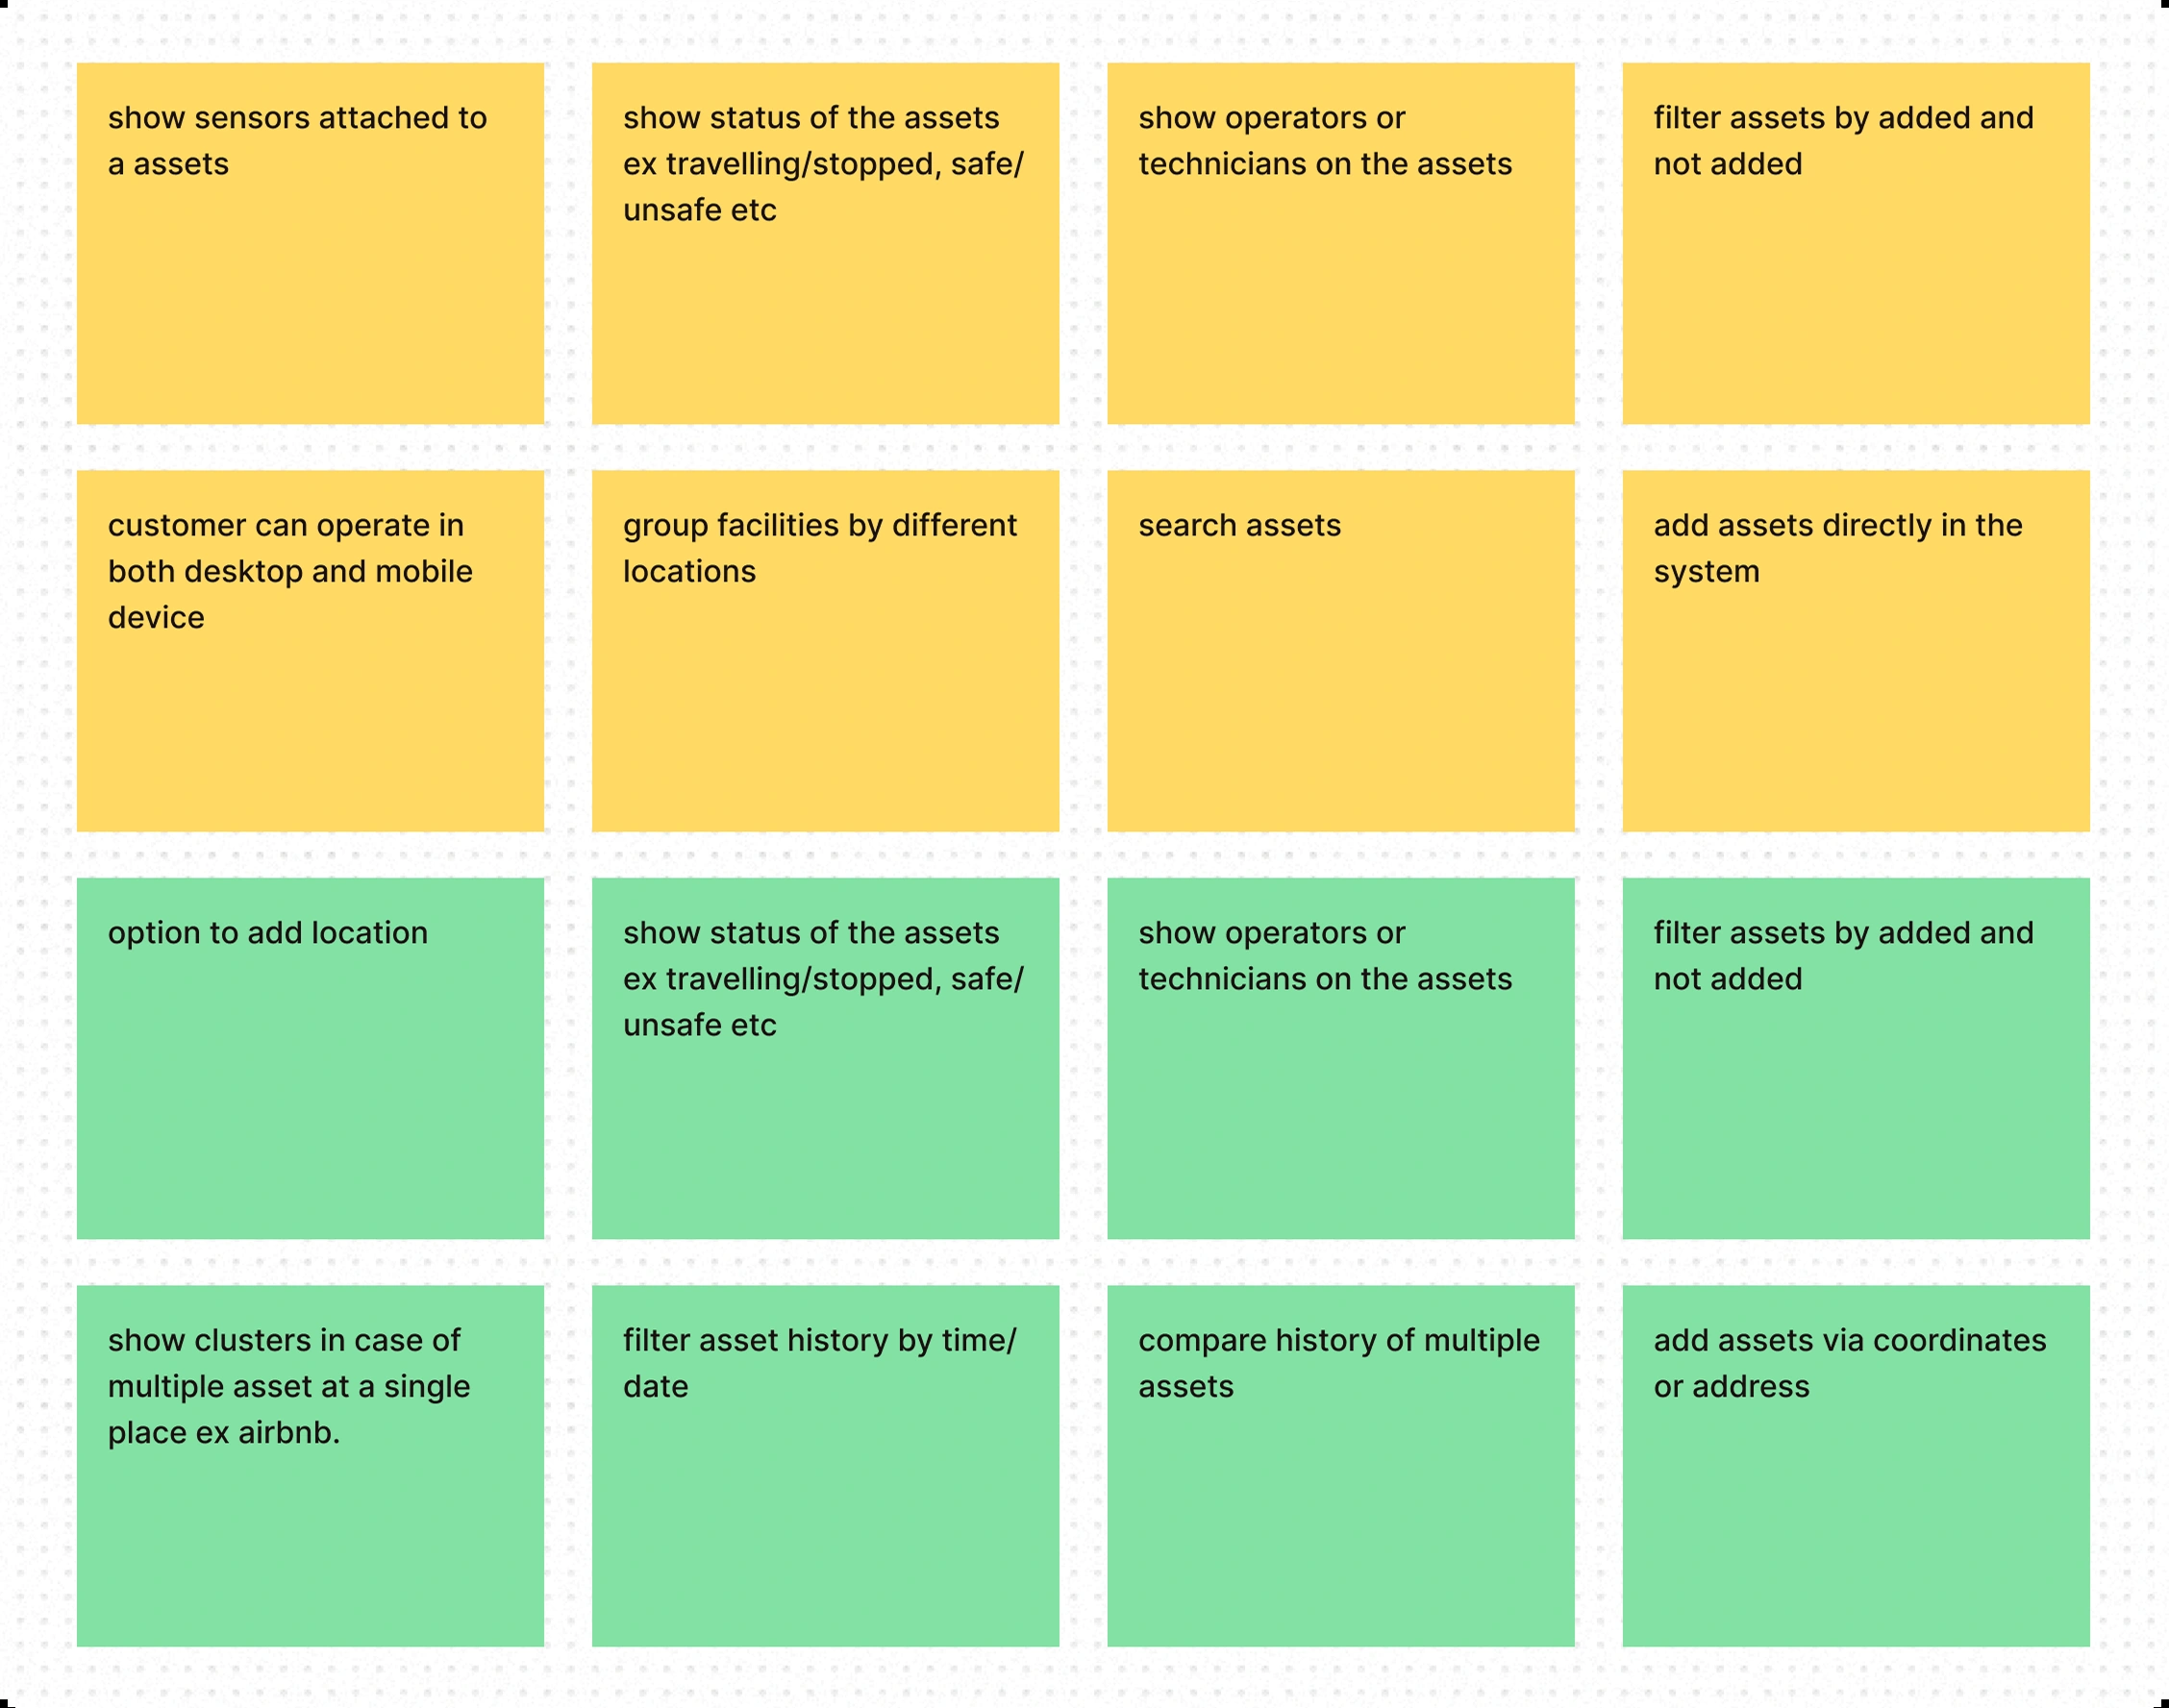 show sensors attached to
a assets
show status of the assets
ex travelling/stopped, safe/
unsafe etc
show operators or
technicians on the assets
filter assets by added and
not added
customer can operate in
both desktop and mobile
device
group facilities by different
locations
search assets
add assets directly in the
system
option to add location
show status of the assets
ex travelling/stopped, safe/
unsafe etc
show operators or
technicians on the assets
filter assets by added and
not added
show clusters in case of
multiple asset at a single
place ex airbnb.
filter asset history by time/
date
compare history of multiple
assets
add assets via coordinates
or address